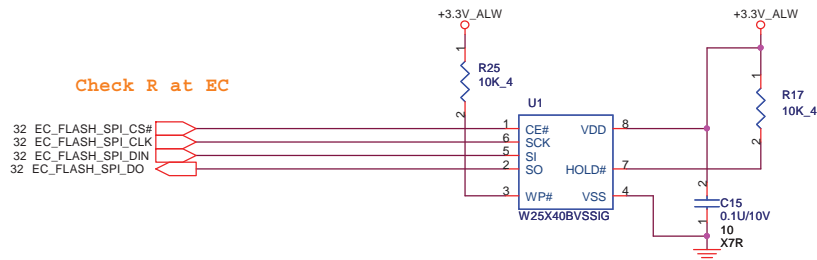 +3.3V_ALW
+3.3V_ALW
Check R at EC
1
R25
10K_4
2
1
R17
10K_4
2
U1
32 EC_FLASH_SPI_CS#
32 EC_FLASH_SPI_CLK
32 EC_FLASH_SPI_DIN
32 EC_FLASH_SPI_DO
1 CE# VDD 8
6 SCK
5 SI
2 SO HOLD# 7
3 WP# VSS 4
W25X40BVSSIG
2
C15
0.1U/10V
1
10
X7R